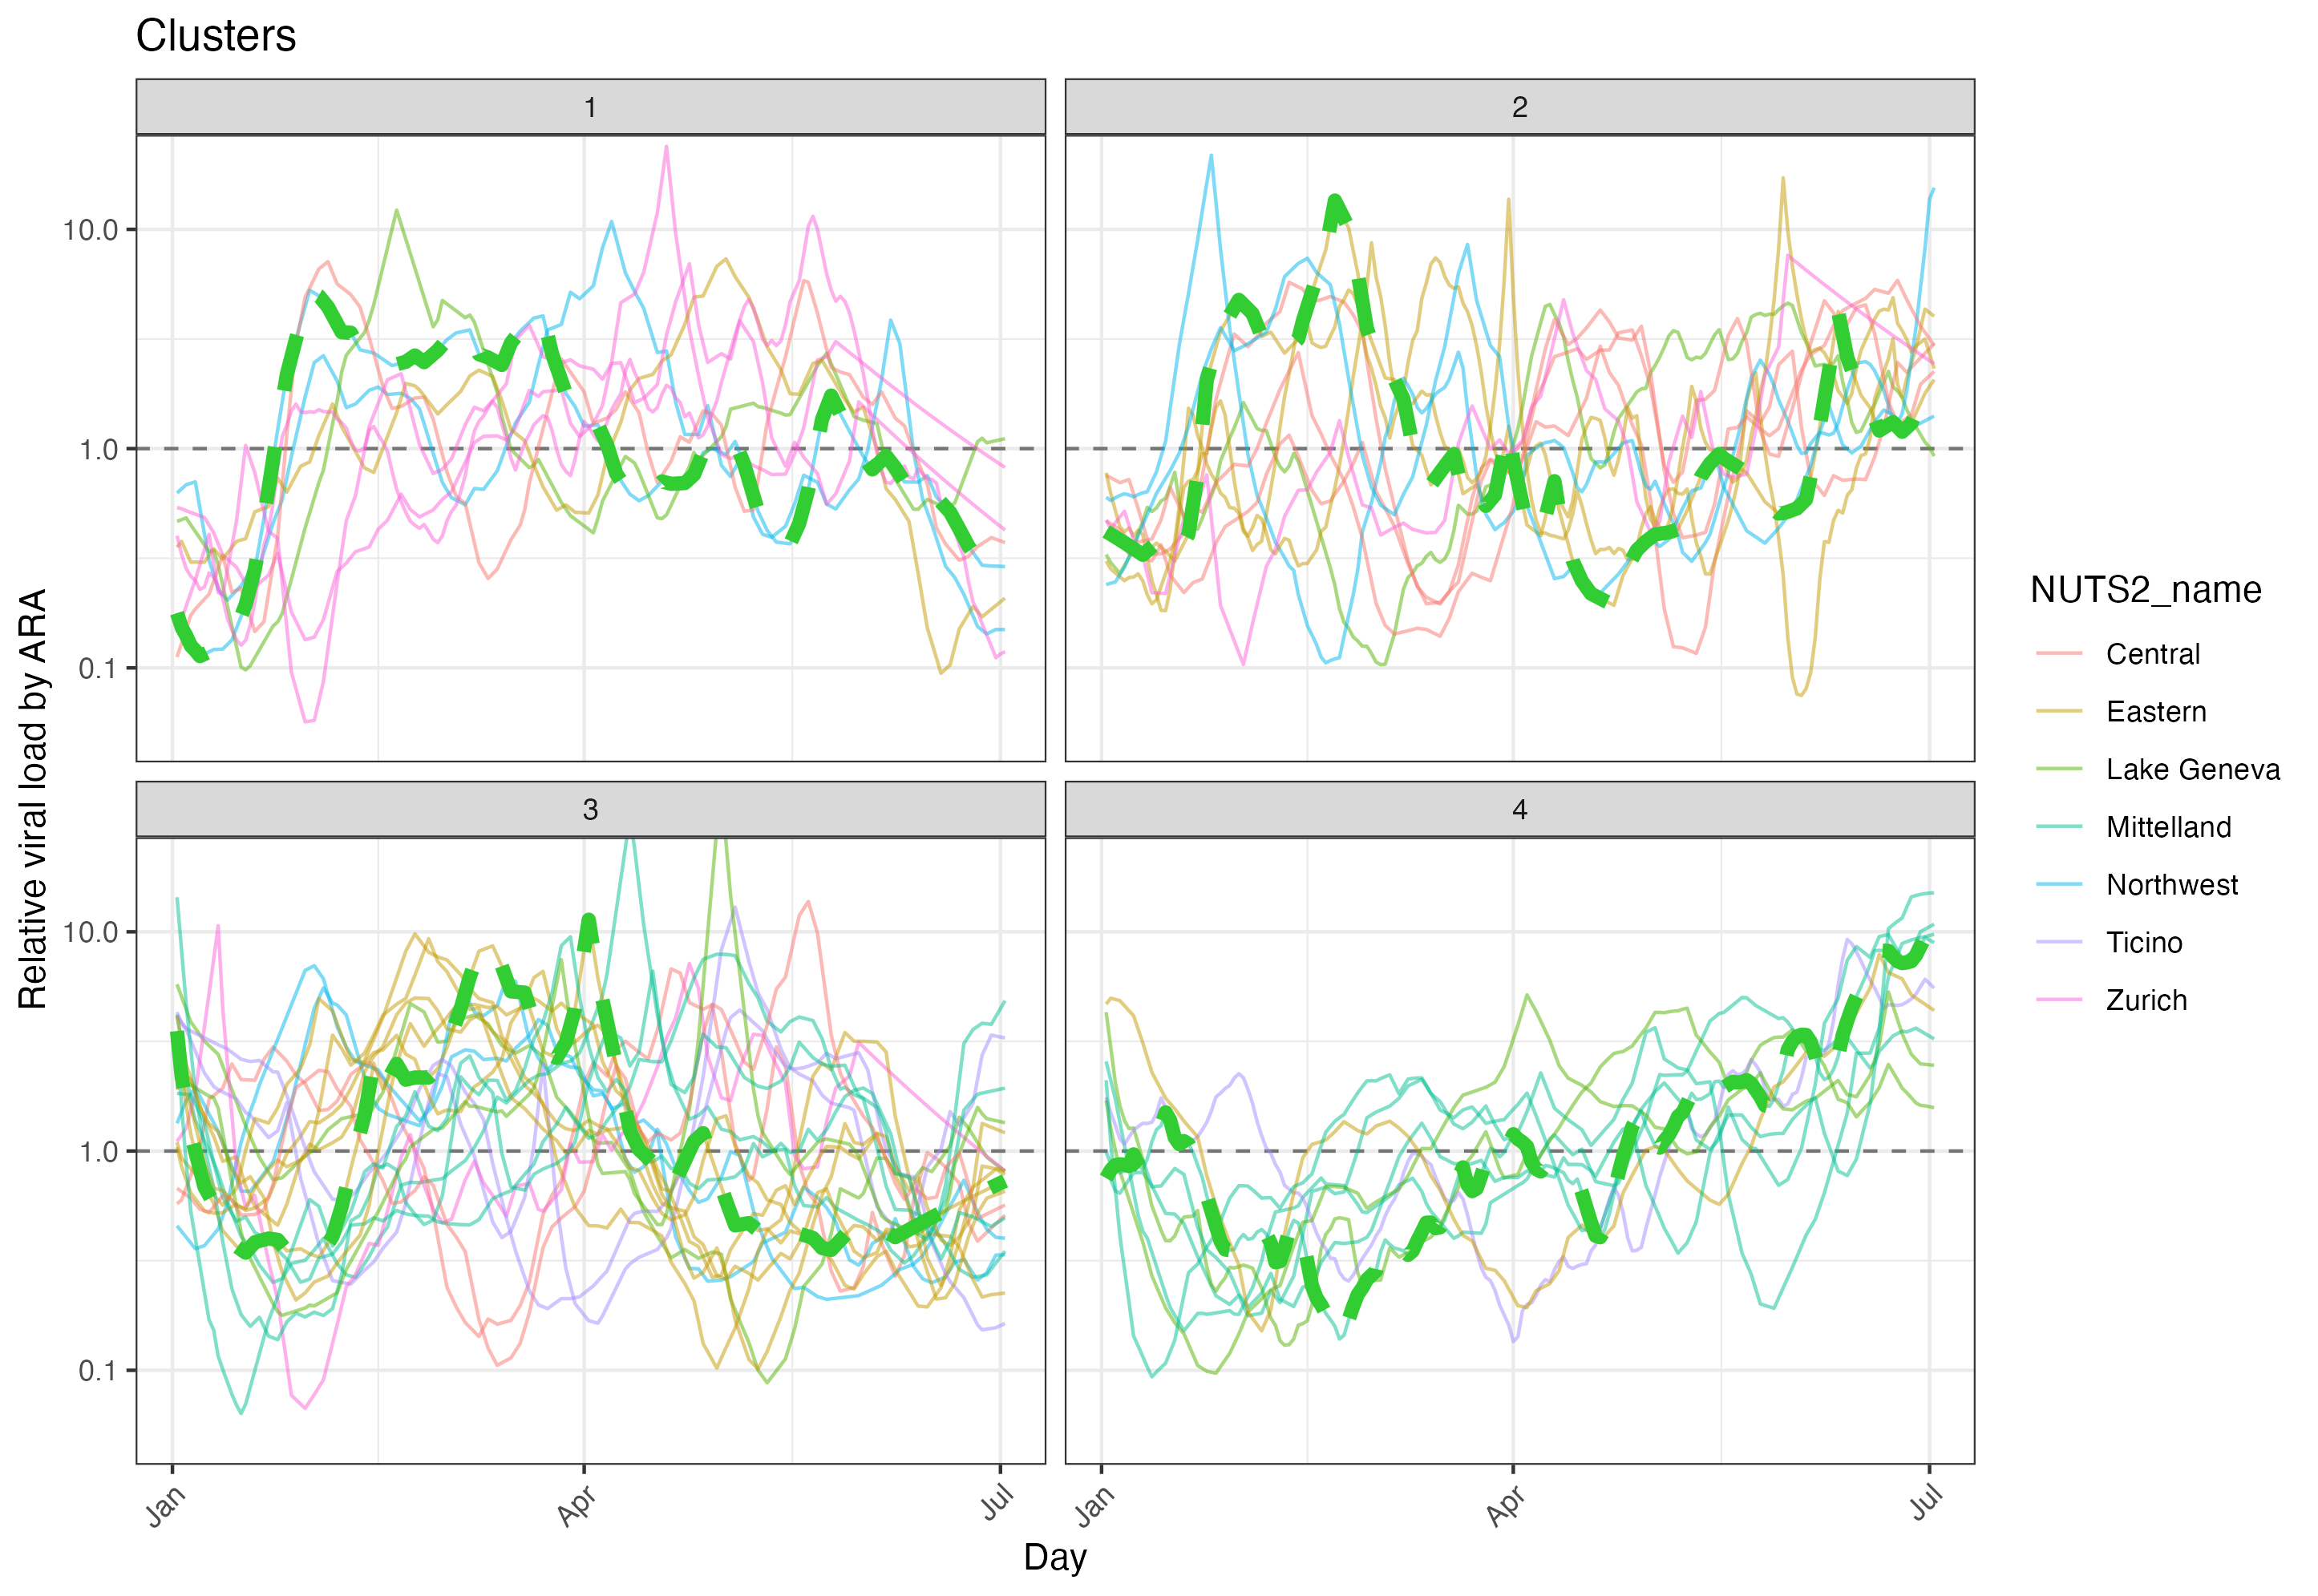 Clusters
1
2
10.0
1.0
0.1
3
4
10.0
1.0
0.1
Jan
Apr
Jul
Jan
Apr
Jul
Day
Relative viral load by ARA
NUTS2_name
Central
Eastern
Lake Geneva
Mittelland
Northwest
Ticino
Zurich